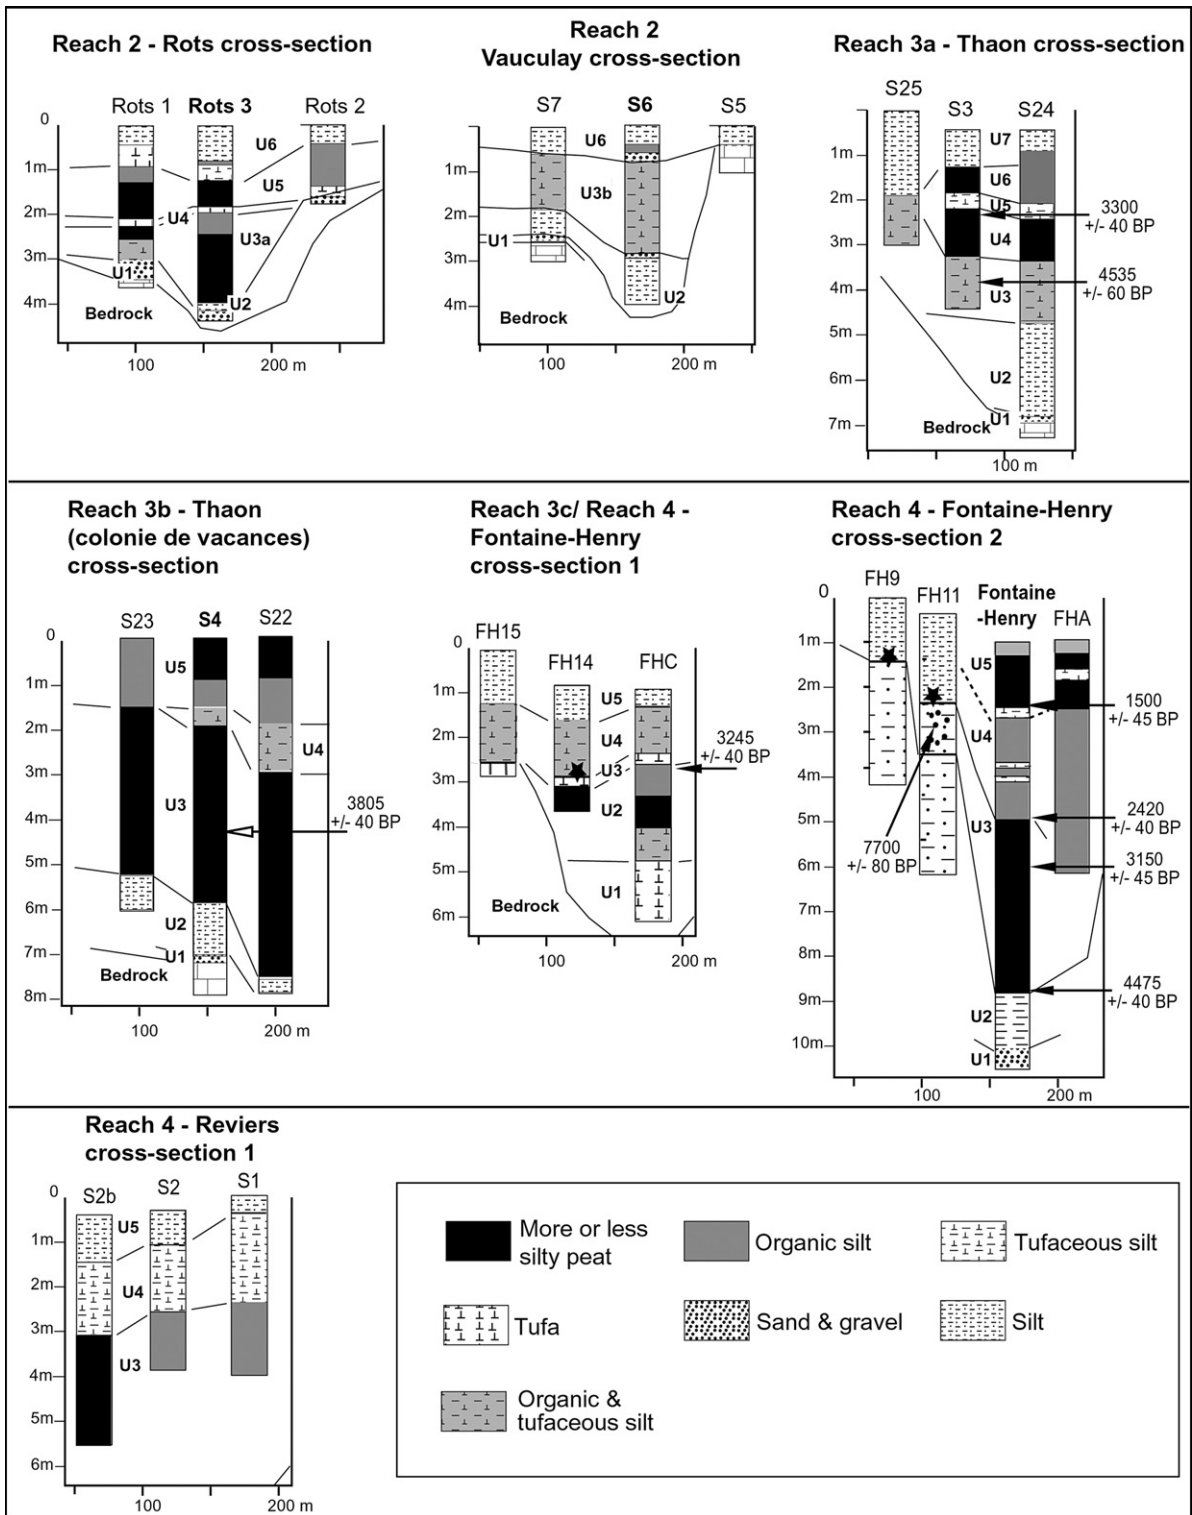 Reach 2 - Rots cross-section
Rots 1
Rots 3
Rots 2
0
1m
2m
3m
4m
U6
U5
U4
U3a
U1
U2
Bedrock
100
200 m
Reach 2
Vauculay cross-section
S7
S6
S5
0
1m
2m
3m
4m
U6
U3b
U1
U2
Bedrock
100
200 m
Reach 3a - Thaon cross-section
S25
S3
S24
1m
2m
3m
4m
5m
6m
7m
U7
U6
U5
U4
U3
U2
U1
Bedrock
3300
+/- 40 BP
4535
+/- 60 BP
100 m
Reach 3b - Thaon
(colonie de vacances)
cross-section
S23
S4
S22
0
1m
2m
3m
4m
5m
6m
7m
8m
U5
U4
U3
U2
U1
Bedrock
3805
+/- 40 BP
100
200 m
Reach 3c/ Reach 4 -
Fontaine-Henry
cross-section 1
FH15
FH14
FHC
0
1m
2m
3m
4m
5m
6m
U5
U4
U3
U2
U1
Bedrock
3245
+/- 40 BP
100
200 m
Reach 4 - Fontaine-Henry
cross-section 2
FH9
FH11
Fontaine
-Henry
FHA
0
1m
2m
3m
4m
5m
6m
7m
8m
9m
10m
U5
U4
U3
U2
U1
7700
+/- 80 BP
1500
+/- 45 BP
2420
+/- 40 BP
3150
+/- 45 BP
4475
+/- 40 BP
100
200 m
Reach 4 - Reviers
cross-section 1
S2b
S2
S1
0
1m
2m
3m
4m
5m
6m
U5
U4
U3
100
200 m
More or less
silty peat
Organic silt
Tufaceous silt
Tufa
Sand & gravel
Silt
Organic &
tufaceous silt